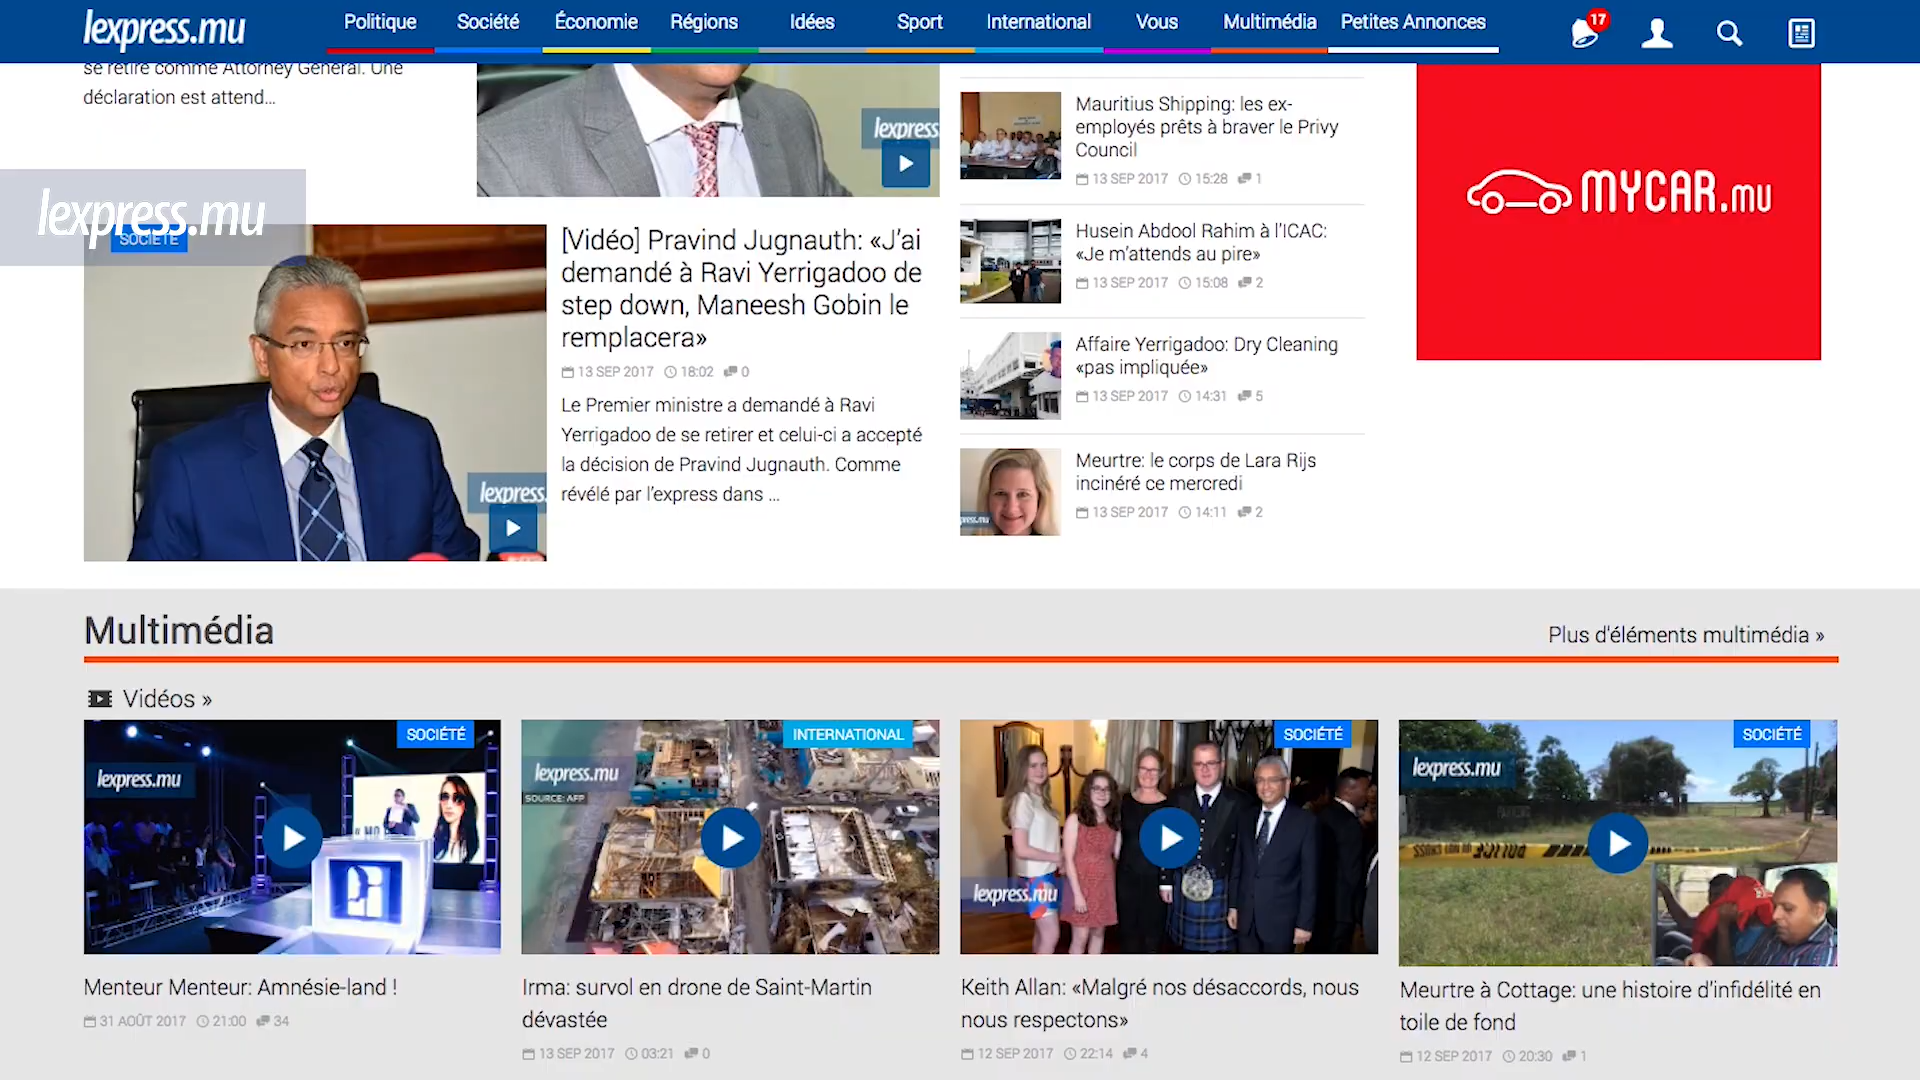 lexpress.mu
Politique
Société
Économie
Régions
Idées
Sport
International
Vous
Multimédia
Petites Annonces
17
se retire comme Attorney General. Une
déclaration est attend...
lexpress
lexpress.mu
SOCIÉTÉ
lexpress.
[Vidéo] Pravind Jugnauth: «J'ai
demandé à Ravi Yerrigadoo de
step down, Maneesh Gobin le
remplacera»
13 SEP 2017 18:02 0
Le Premier ministre a demandé à Ravi
Yerrigadoo de se retirer et celui-ci a accepté
la décision de Pravind Jugnauth. Comme
révélé par l'express dans ...
Mauritius Shipping: les ex-
employés prêts à braver le Privy
Council
13 SEP 2017 15:28 1
Husein Abdool Rahim à l'ICAC:
«Je m'attends au pire»
13 SEP 2017 15:08 2
Affaire Yerrigadoo: Dry Cleaning
«pas impliquée»
13 SEP 2017 14:31 5
Meurtre: le corps de Lara Rijs
incinéré ce mercredi
13 SEP 2017 14:11 2
MYCAR.mu
Multimédia
Plus d'éléments multimédia »
Vidéos »
SOCIÉTÉ
lexpress.mu
Menteur Menteur: Amnésie-land !
31 AOÛT 2017 21:00 34
INTERNATIONAL
lexpress.mu
SOURCE: AFP
Irma: survol en drone de Saint-Martin
dévastée
13 SEP 2017 03:21 0
SOCIÉTÉ
lexpress.mu
Keith Allan: «Malgré nos désaccords, nous
nous respectons»
12 SEP 2017 22:14 4
SOCIÉTÉ
lexpress.mu
Meurtre à Cottage: une histoire d'infidélité en
toile de fond
12 SEP 2017 20:30 1